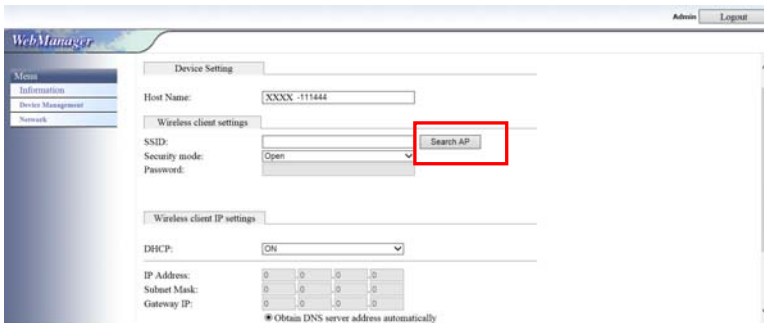 Admin Logout
WebManager
Menu
Information
Device Management
Network
Device Setting
Host Name: XXXX -111444
Wireless client settings
SSID: Search AP
Security mode: Open
Password:
Wireless client IP settings
DHCP: ON
IP Address: 0 .0 .0 .0
Subnet Mask: 0 .0 .0 .0
Gateway IP: 0 .0 .0 .0
Obtain DNS server address automatically